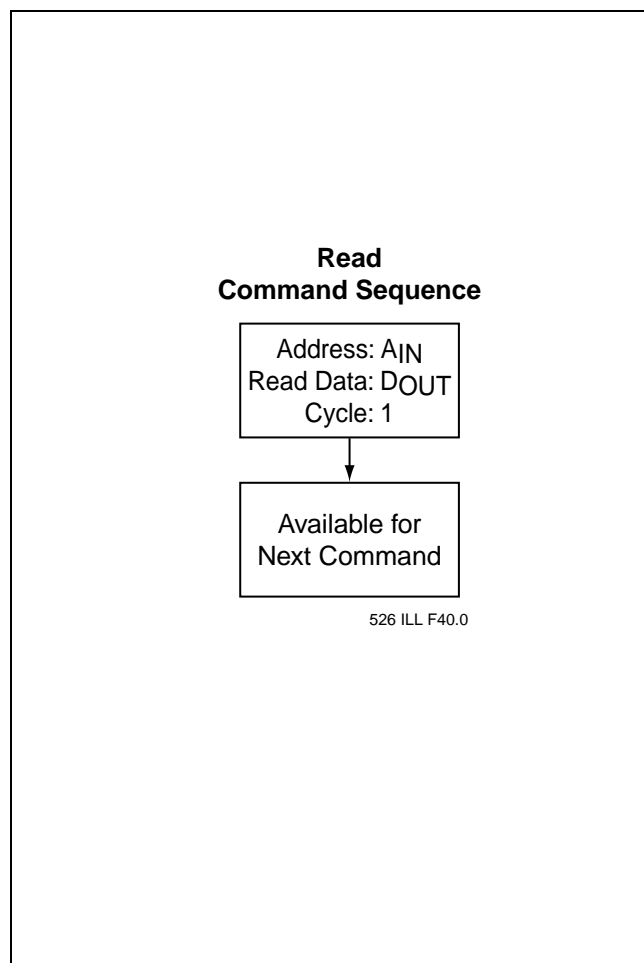 Read
Command Sequence
Address: AIN
Read Data: DOUT
Cycle: 1
Available for
Next Command
526 ILL F40.0